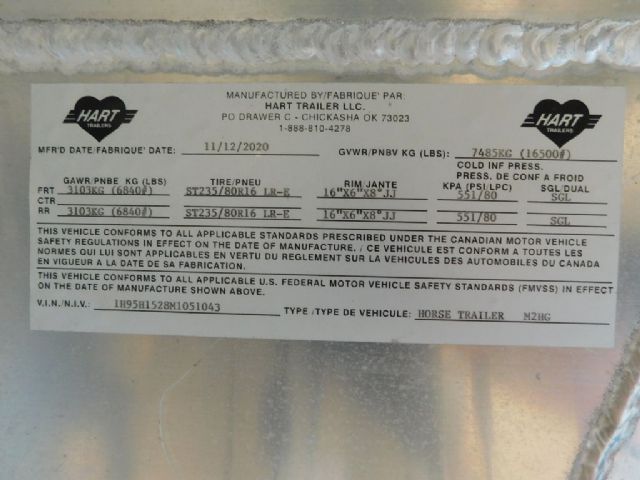 HART
TRAILERS
MANUFACTURED BY/FABRIQUE' PAR:
HART TRAILER LLC.
PO DRAWER C - CHICKASHA OK 73023
1-888-810-4278
HART
TRAILERS
MFR'D DATE/FABRIQUE' DATE: 11/12/2020 GVWR/PNBV KG (LBS): 7485KG (16500#)
COLD INF PRESS.
PRESS. DE CONF A FROID
GAWR/PNBE KG (LBS) TIRE/PNEU RIM/JANTE KPA (PSI/LPC) SGL/DUAL
FRT 3103KG (6840#) ST235/80R16 LR-E 16"X6"X8"JJ 551/80 SGL
CTR
RR 3103KG (6840#) ST235/80R16 LR-E 16"X6"X8"JJ 551/80 SGL
THIS VEHICLE CONFORMS TO ALL APPLICABLE STANDARDS PRESCRIBED UNDER THE CANADIAN MOTOR VEHICLE
SAFETY REGULATIONS IN EFFECT ON THE DATE OF MANUFACTURE. / CE VEHICULE EST CONFORM A TOUTES LES
NORMES QUI LUI SONT APPLICABLES EN VERTU DU REGLEMENT SUR LA VEHICULES DES AUTOMOBILES DU CANADA
EN VIGUEUR A LA DATE DE SA FABRICATION.
THIS VEHICLE CONFORMS TO ALL APPLICABLE U.S. FEDERAL MOTOR VEHICLE SAFETY STANDARDS (FMVSS) IN EFFECT
ON THE DATE OF MANUFACTURE SHOWN ABOVE.
V.I.N./N.I.V.: 1H95H1528M1051043 TYPE /TYPE DE VEHICULE: HORSE TRAILER M2HG